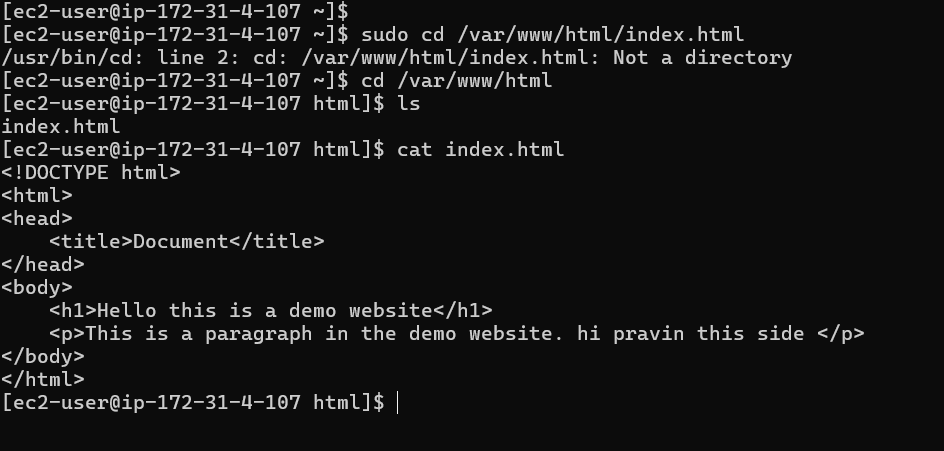 [ec2-user@ip-172-31-4-107 ~]$
[ec2-user@ip-172-31-4-107 ~]$ sudo cd /var/www/html/index.html
/usr/bin/cd: line 2: cd: /var/www/html/index.html: Not a directory
[ec2-user@ip-172-31-4-107 ~]$ cd /var/www/html
[ec2-user@ip-172-31-4-107 html]$ ls
index.html
[ec2-user@ip-172-31-4-107 html]$ cat index.html
<!DOCTYPE html>
<html>
<head>
    <title>Document</title>
</head>
<body>
    <h1>Hello this is a demo website</h1>
    <p>This is a paragraph in the demo website. hi pravin this side </p>
</body>
</html>
[ec2-user@ip-172-31-4-107 html]$